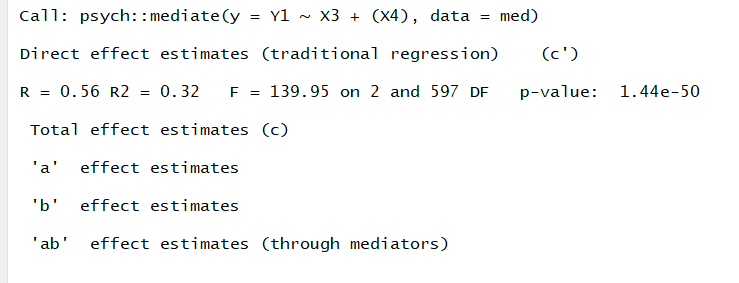 Call: psych::mediate(y = Y1 ~ X3 + (X4), data = med)
Direct effect estimates (traditional regression)    (c')
R = 0.56 R2 = 0.32   F = 139.95 on 2 and 597 DF   p-value:  1.44e-50
Total effect estimates (c)
'a'  effect estimates
'b'  effect estimates
'ab'  effect estimates (through mediators)